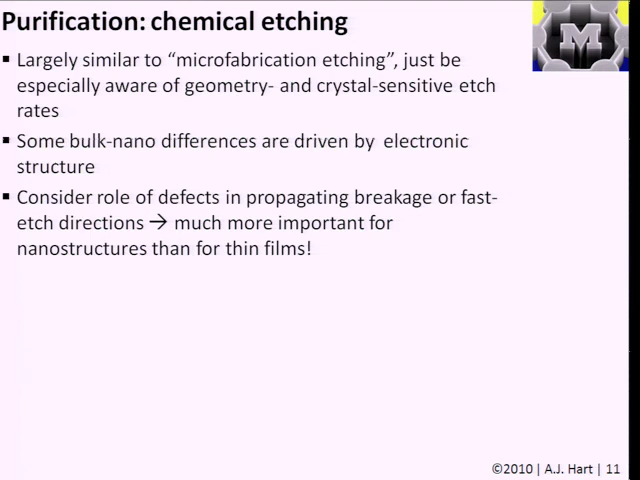 Purification: chemical etching
▪ Largely similar to “microfabrication etching”, just be
especially aware of geometry- and crystal-sensitive etch
rates
▪ Some bulk-nano differences are driven by electronic
structure
▪ Consider role of defects in propagating breakage or fast-
etch directions → much more important for
nanostructures than for thin films!
M
©2010 | A.J. Hart | 11